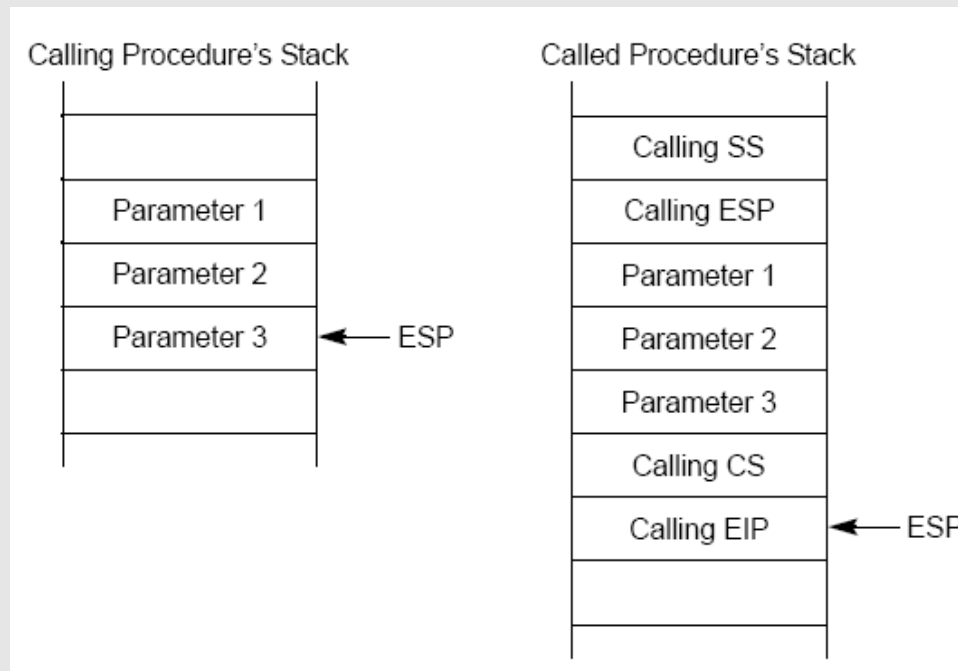 Calling Procedure’s Stack
Parameter 1
Parameter 2
Parameter 3
ESP
Called Procedure’s Stack
Calling SS
Calling ESP
Parameter 1
Parameter 2
Parameter 3
Calling CS
Calling EIP
ESP